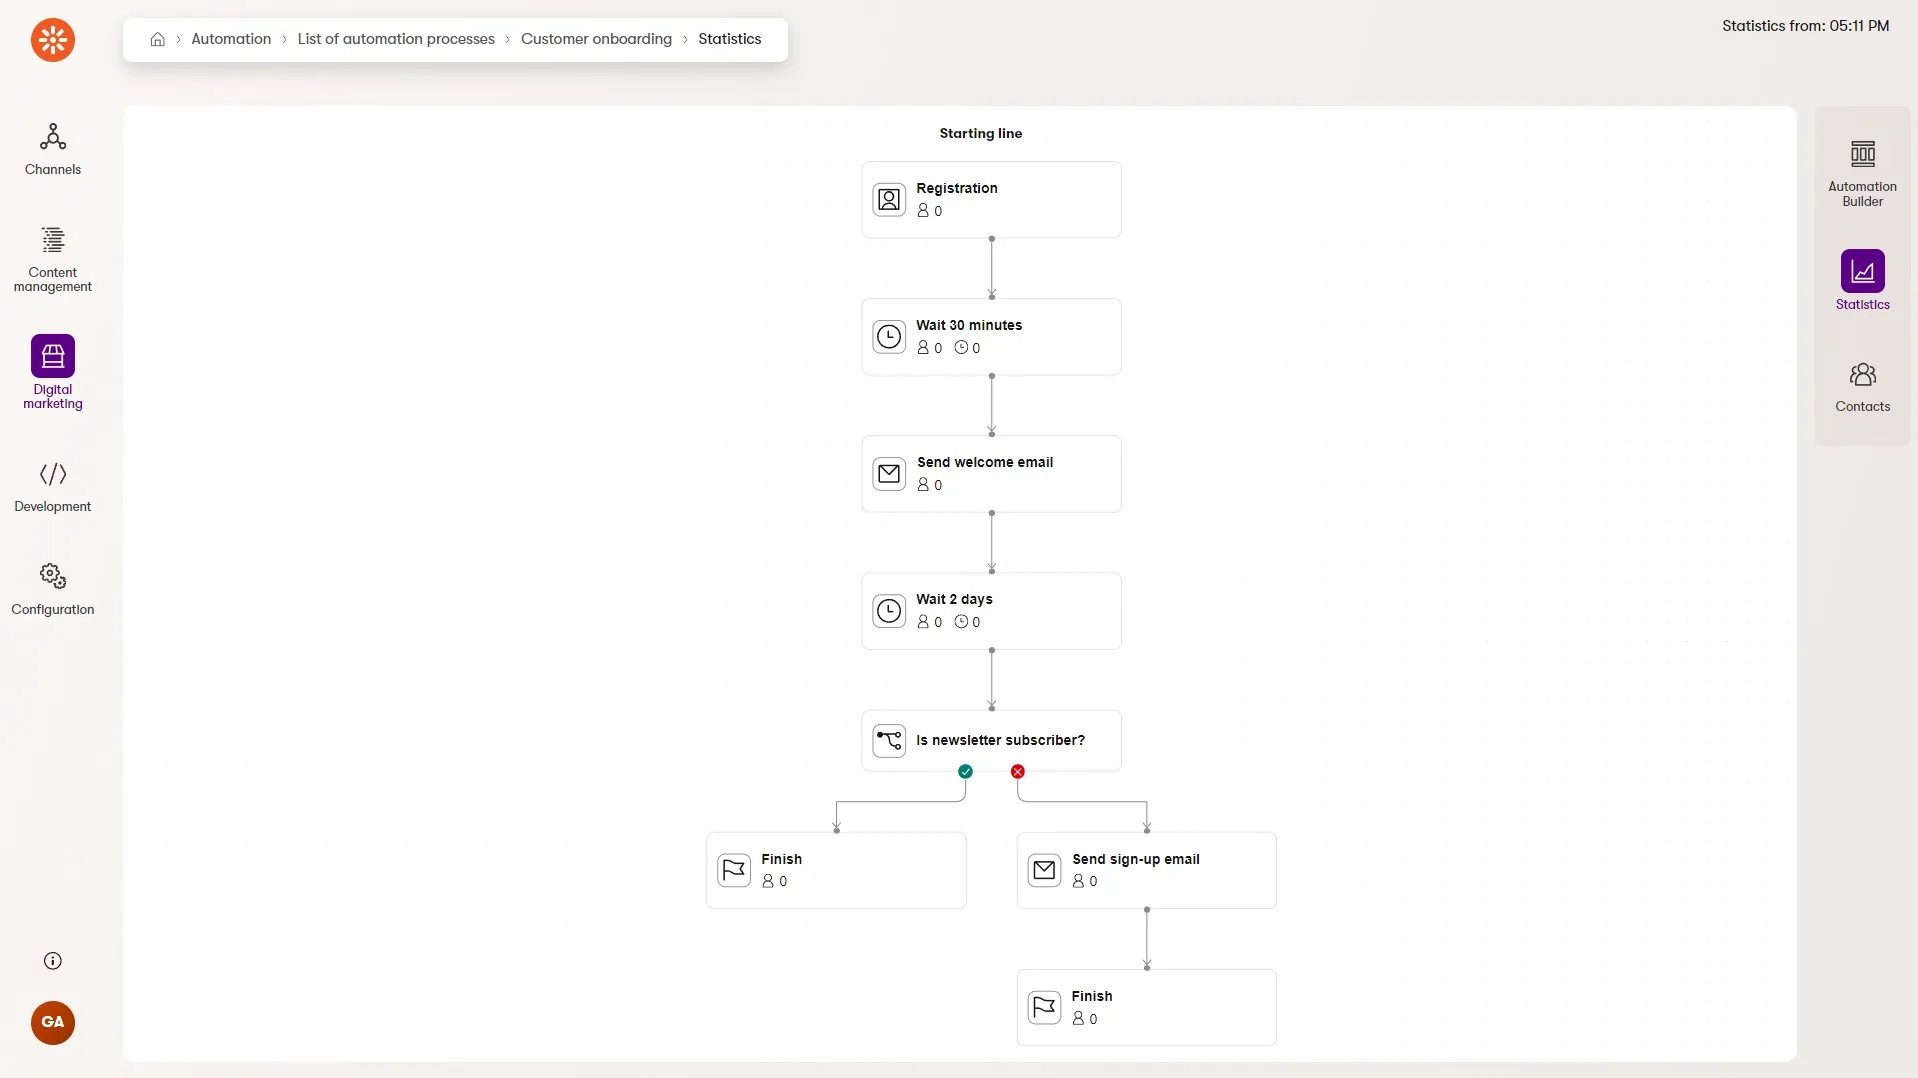 Automation
List of automation processes
Customer onboarding
Statistics
Statistics from: 05:11 PM
Channels
Content
management
Digital
marketing
Development
Configuration
GA
Starting line
Registration
0
Wait 30 minutes
0 0
Send welcome email
0
Wait 2 days
0 0
Is newsletter subscriber?
Finish
0
Send sign-up email
0
Finish
0
Automation
Builder
Statistics
Contacts